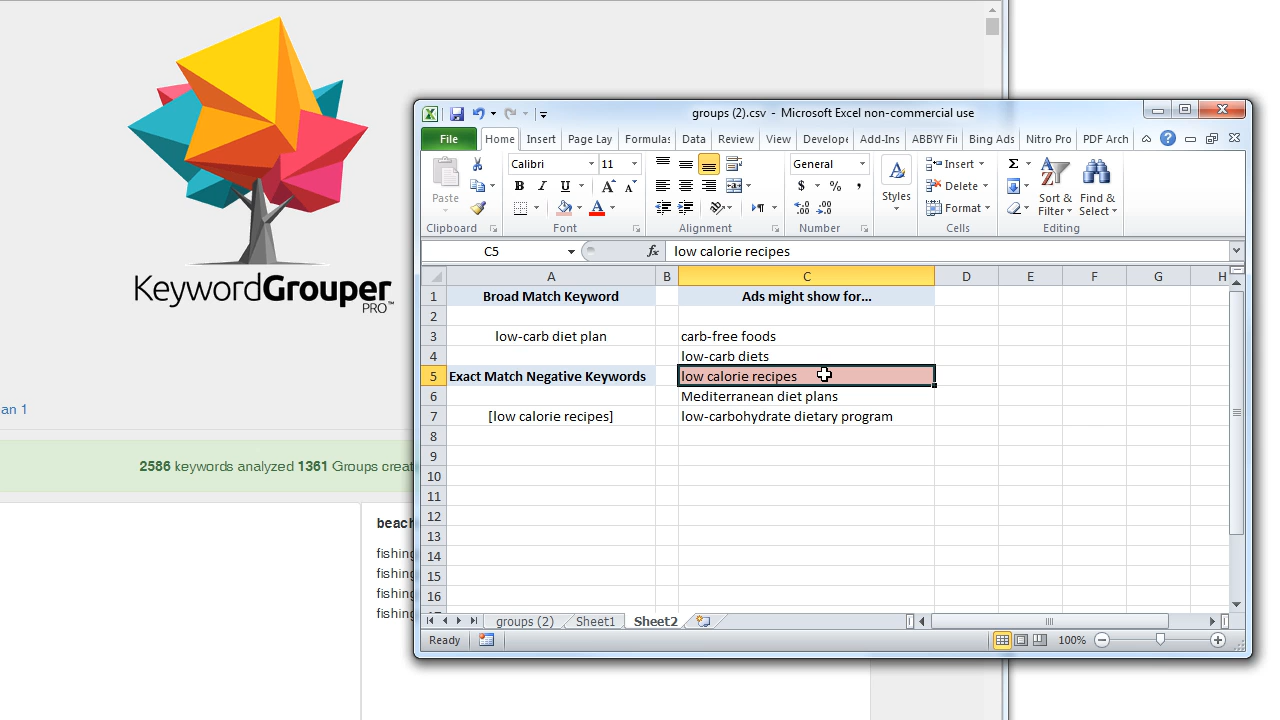 KeywordGrouper
PRO™
an 1
2586 keywords analyzed 1361 Groups creat
beach
fishing
fishing
fishing
fishing
groups (2).csv - Microsoft Excel non-commercial use
File Home Insert Page Lay Formulas Data Review View Develope Add-Ins ABBYY Fi Bing Ads Nitro Pro PDF Arch
Paste
Clipboard
Calibri 11
B I U A A
A
Font
Alignment
General
$ % ,
Number
A
Styles
Insert
Delete
Format
Cells
Σ
Sort & Filter
Find & Select
Editing
C5 fx low calorie recipes
A B C D E F G H
1 Broad Match Keyword Ads might show for...
2
3 low-carb diet plan carb-free foods
4 low-carb diets
5 Exact Match Negative Keywords low calorie recipes
6 Mediterranean diet plans
7 [low calorie recipes] low-carbohydrate dietary program
8
9
10
11
12
13
14
15
16
groups (2) Sheet1 Sheet2
Ready 100%